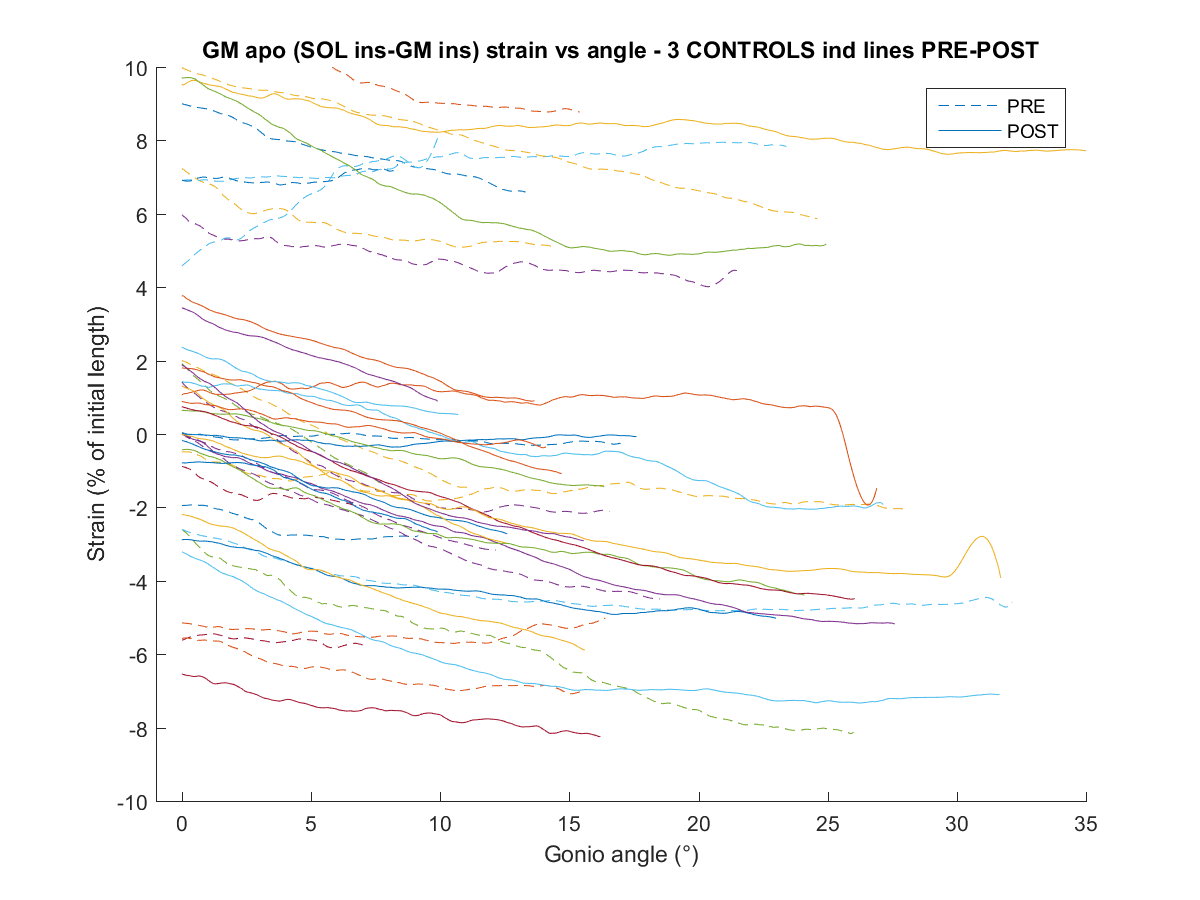 GM apo (SOL ins-GM ins) strain vs angle - 3 CONTROLS ind lines PRE-POST
PRE
POST
10
8
6
4
2
0
-2
-4
-6
-8
-10
Strain (% of initial length)
0 5 10 15 20 25 30 35
Gonio angle (°)